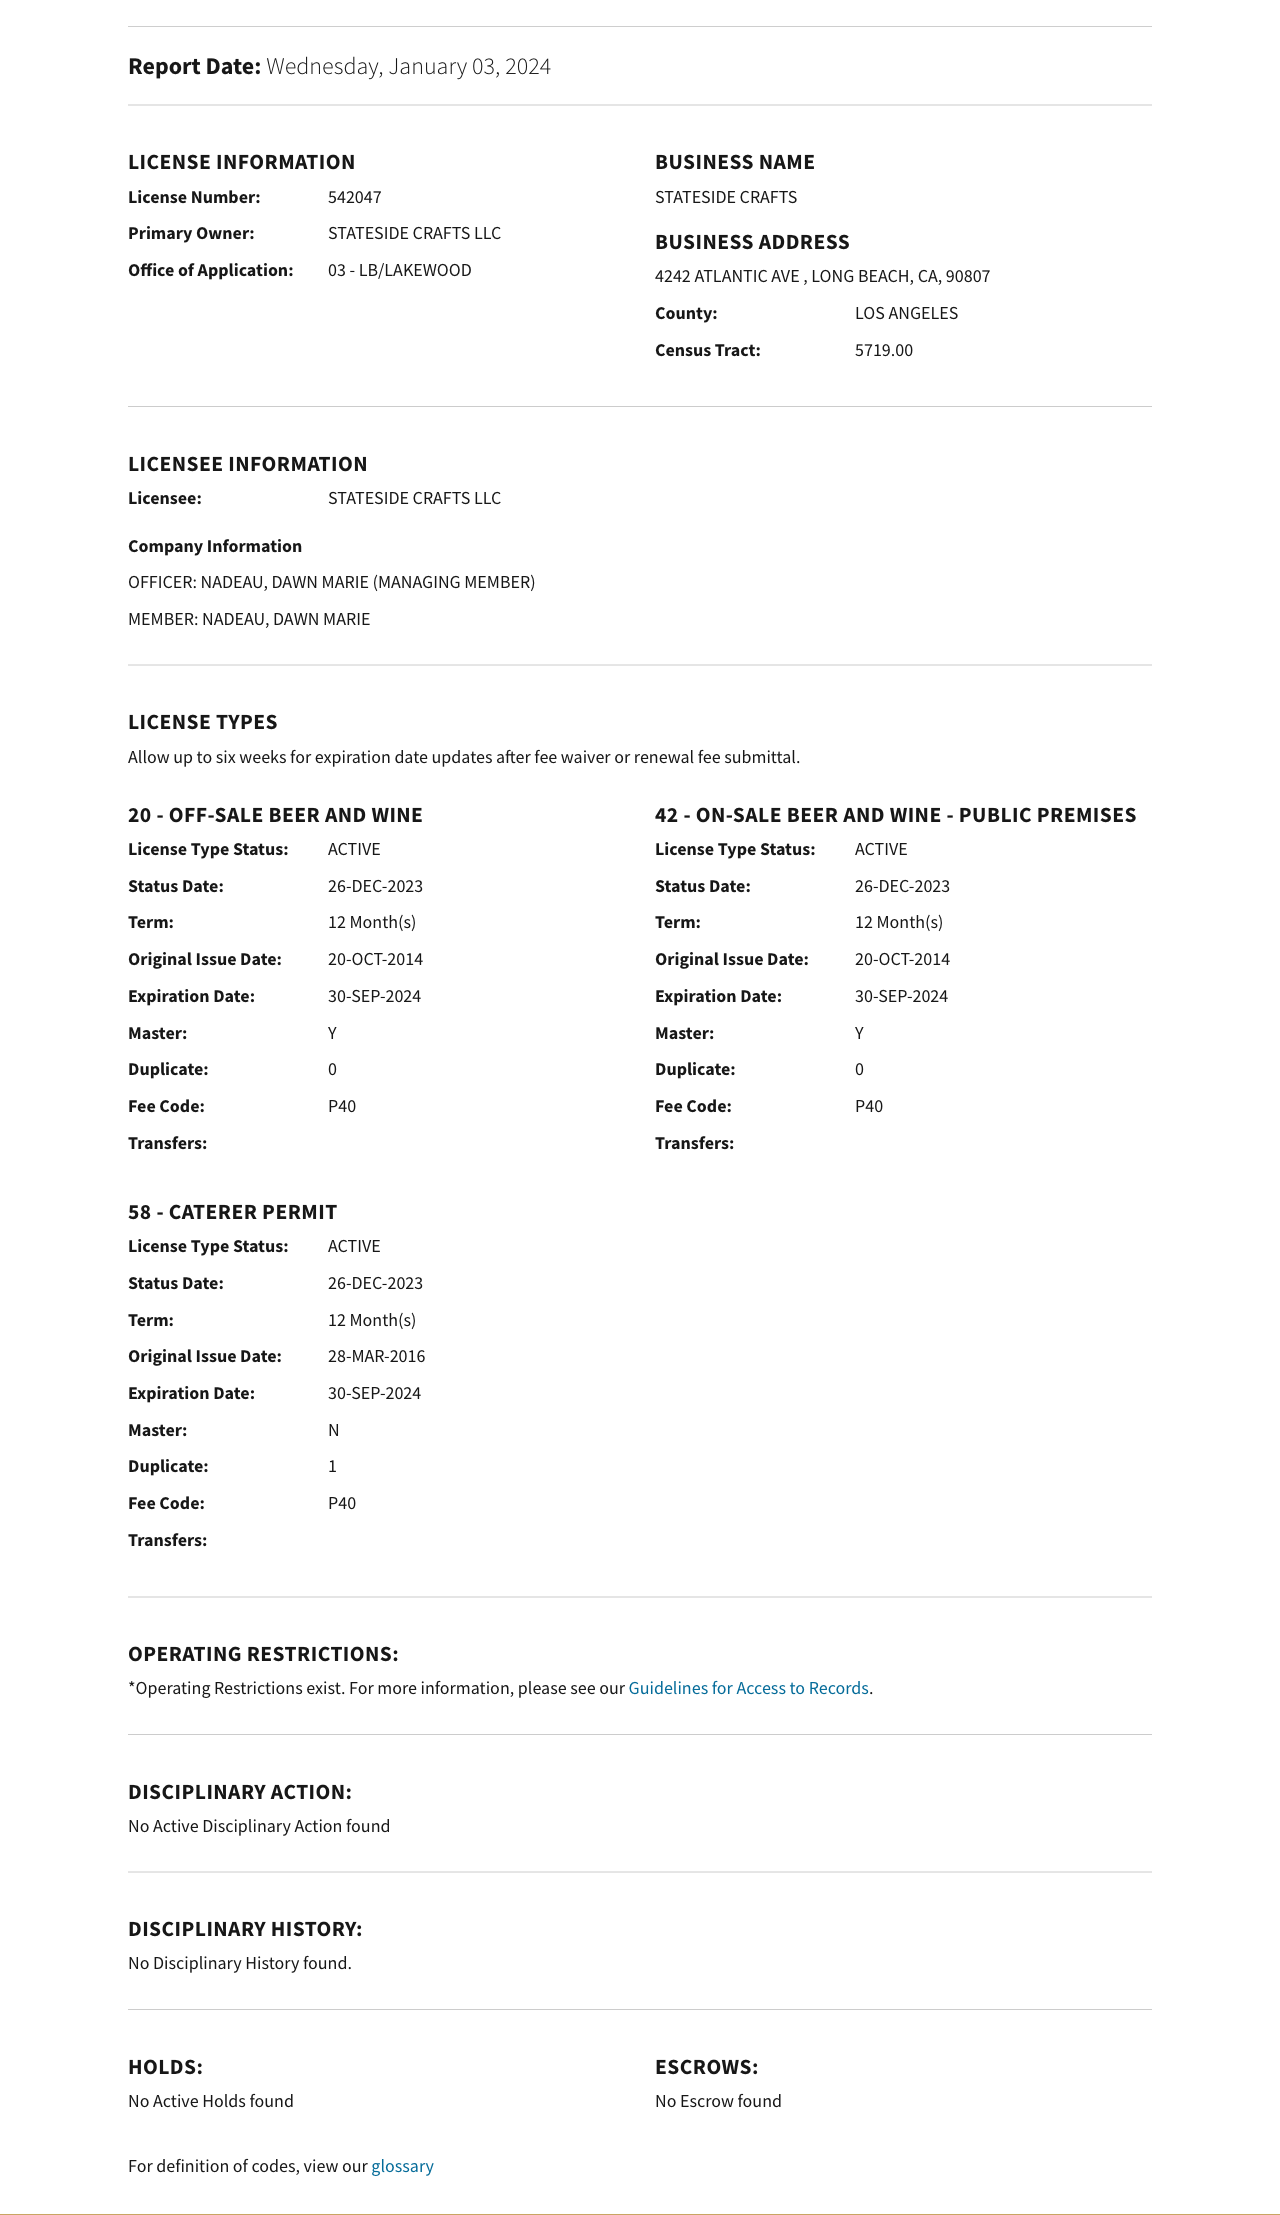 Report Date: Wednesday, January 03, 2024
LICENSE INFORMATION
License Number: 542047
Primary Owner: STATESIDE CRAFTS LLC
Office of Application: 03 - LB/LAKEWOOD
BUSINESS NAME
STATESIDE CRAFTS
BUSINESS ADDRESS
4242 ATLANTIC AVE , LONG BEACH, CA, 90807
County: LOS ANGELES
Census Tract: 5719.00
LICENSEE INFORMATION
Licensee: STATESIDE CRAFTS LLC
Company Information
OFFICER: NADEAU, DAWN MARIE (MANAGING MEMBER)
MEMBER: NADEAU, DAWN MARIE
LICENSE TYPES
Allow up to six weeks for expiration date updates after fee waiver or renewal fee submittal.
20 - OFF-SALE BEER AND WINE
License Type Status: ACTIVE
Status Date: 26-DEC-2023
Term: 12 Month(s)
Original Issue Date: 20-OCT-2014
Expiration Date: 30-SEP-2024
Master: Y
Duplicate: 0
Fee Code: P40
Transfers:
42 - ON-SALE BEER AND WINE - PUBLIC PREMISES
License Type Status: ACTIVE
Status Date: 26-DEC-2023
Term: 12 Month(s)
Original Issue Date: 20-OCT-2014
Expiration Date: 30-SEP-2024
Master: Y
Duplicate: 0
Fee Code: P40
Transfers:
58 - CATERER PERMIT
License Type Status: ACTIVE
Status Date: 26-DEC-2023
Term: 12 Month(s)
Original Issue Date: 28-MAR-2016
Expiration Date: 30-SEP-2024
Master: N
Duplicate: 1
Fee Code: P40
Transfers:
OPERATING RESTRICTIONS:
*Operating Restrictions exist. For more information, please see our Guidelines for Access to Records.
DISCIPLINARY ACTION:
No Active Disciplinary Action found
DISCIPLINARY HISTORY:
No Disciplinary History found.
HOLDS:
No Active Holds found
ESCROWS:
No Escrow found
For definition of codes, view our glossary